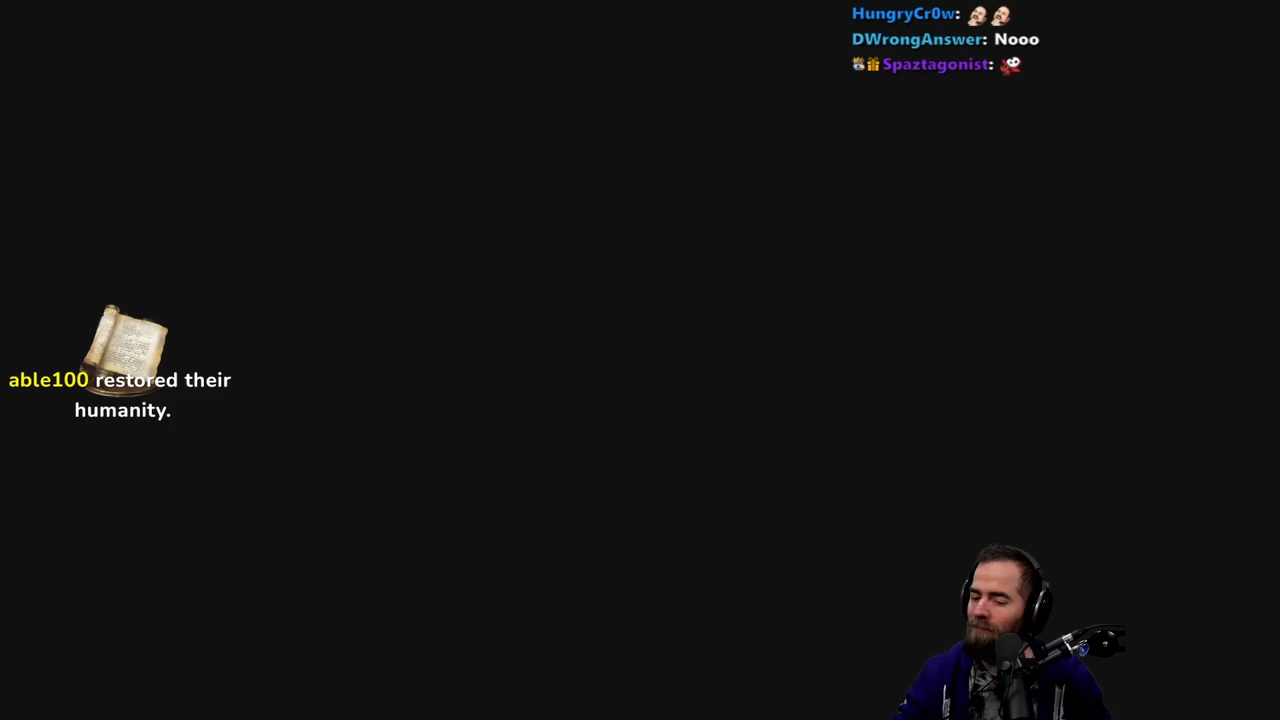 HungryCr0w:
DWrongAnswer: Nooo
Spaztagonist:
able100 restored their
humanity.